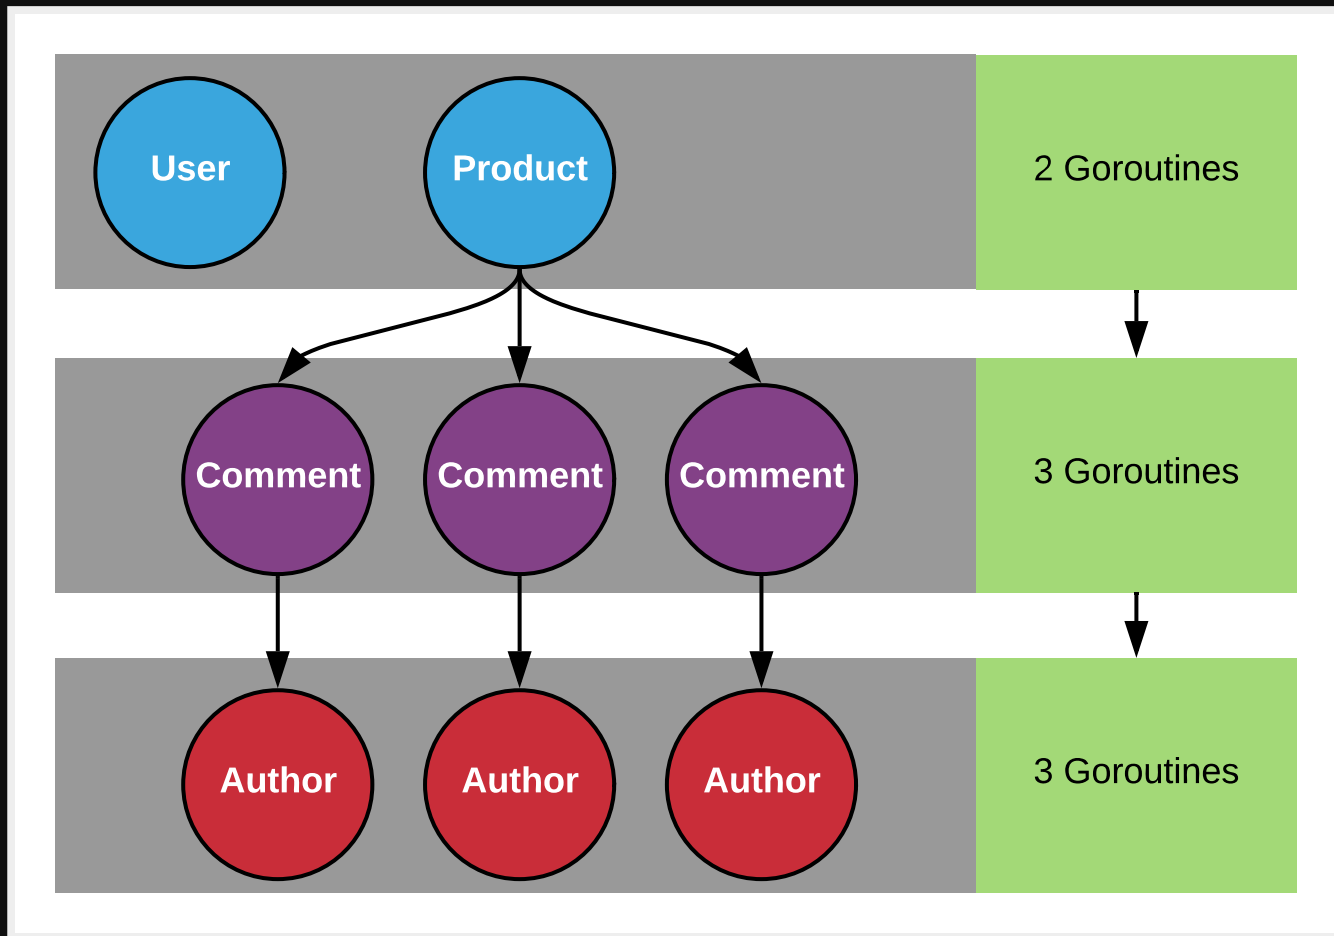 User
Product
2 Goroutines
Comment
Comment
Comment
3 Goroutines
Author
Author
Author
3 Goroutines